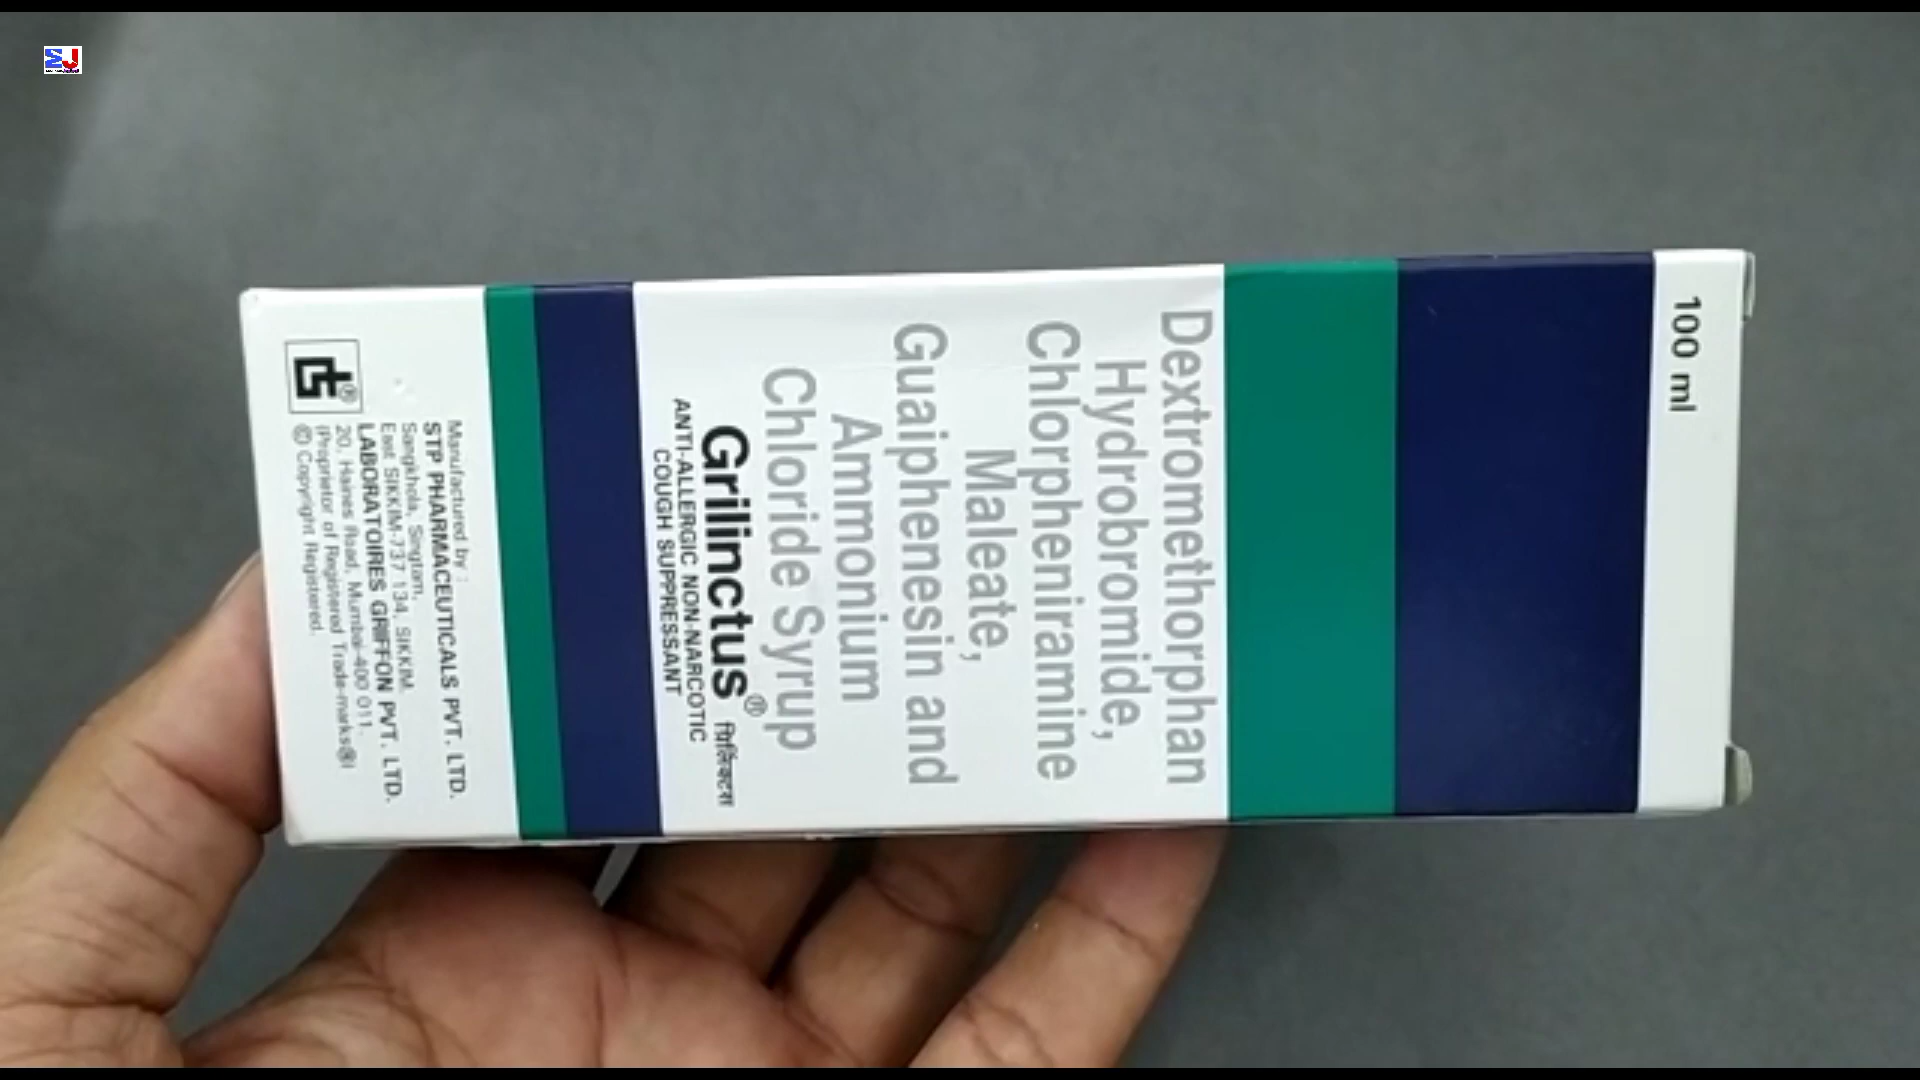 100 ml
Dextromethorphan
Hydrobromide,
Chlorpheniramine
Maleate,
Guaiphenesin and
Ammonium
Chloride Syrup
Grilinctus® ग्रिलिंक्टस
ANTI-ALLERGIC NON-NARCOTIC
COUGH SUPPRESSANT
Manufactured by :
STP PHARMACEUTICALS PVT. LTD.
Sangkhola, Singtam,
East SIKKIM-737 134, SIKKIM.
LABORATOIRES GRIFFON PVT. LTD.
20, Haines Road, Mumbai-400 011.
(Proprietor of Registered Trade-marks®)
© Copyright Registered.